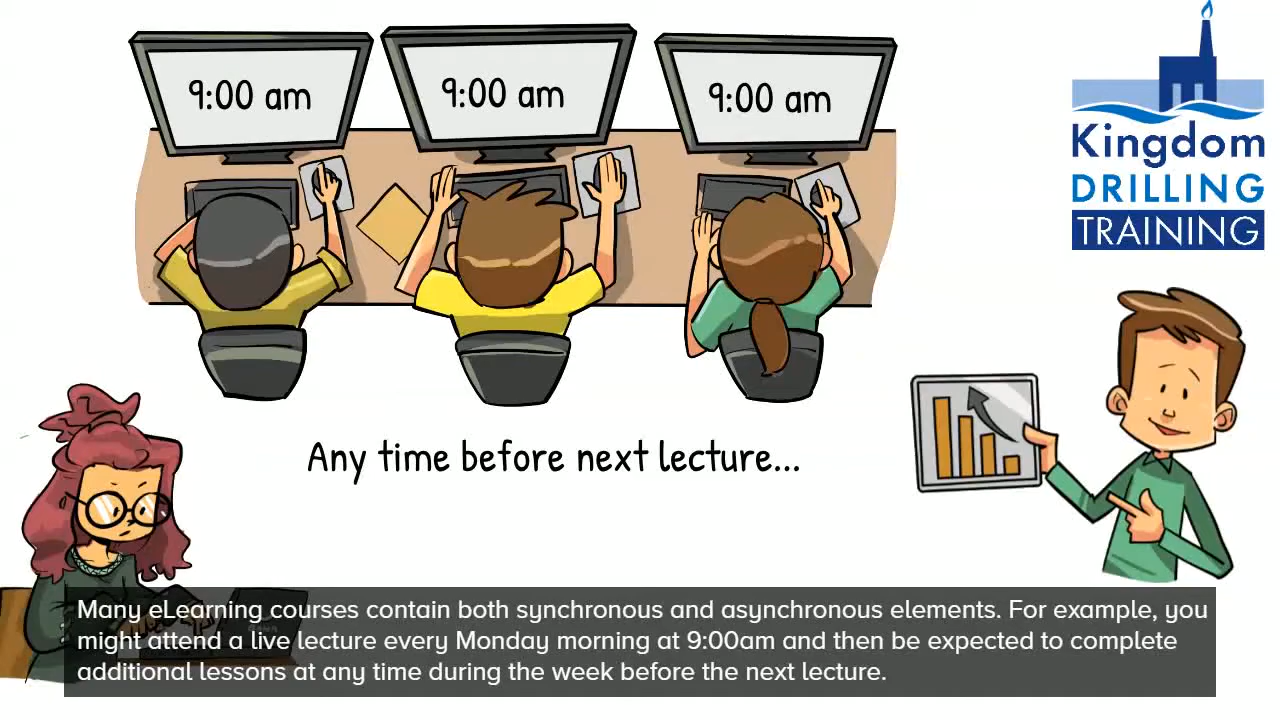 9:00 am
9:00 am
9:00 am
Kingdom
DRILLING
TRAINING
Any time before next lecture...
Many eLearning courses contain both synchronous and asynchronous elements. For example, you
might attend a live lecture every Monday morning at 9:00am and then be expected to complete
additional lessons at any time during the week before the next lecture.